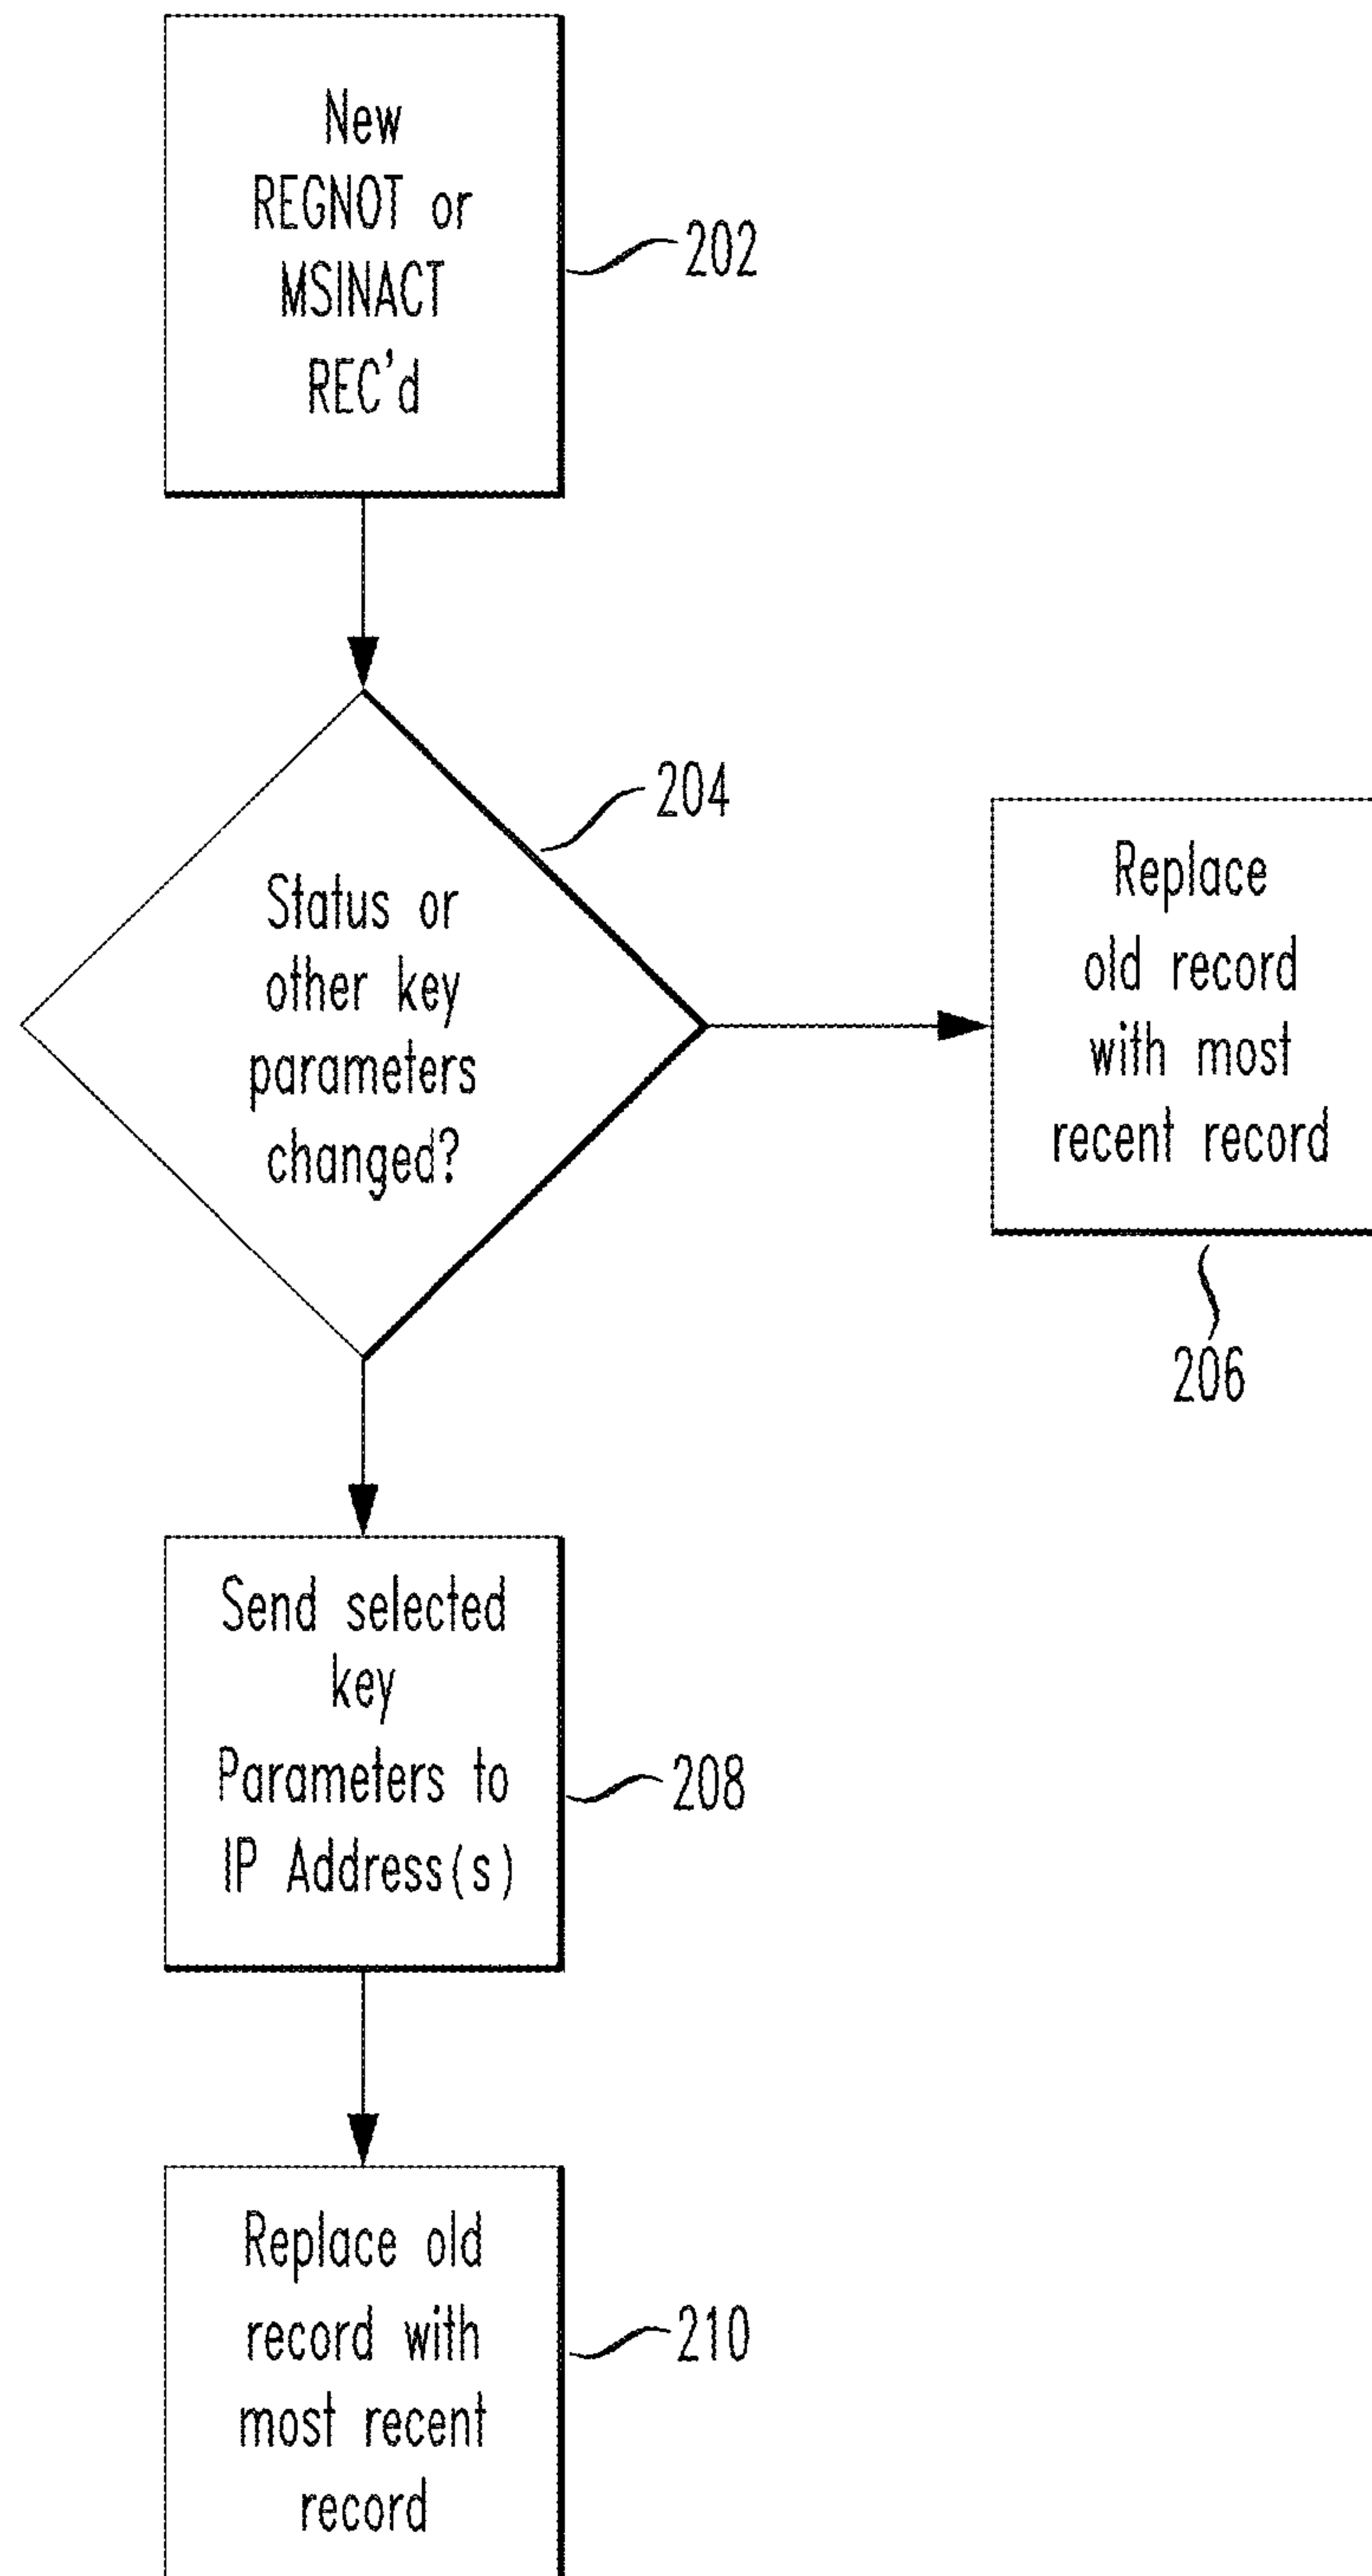 New
REGNOT or
MSINACT
REC'd
202
204
Status or
other key
parameters
changed?
Replace
old record
with most
recent record
206
Send selected
key
Parameters to
IP Address(s)
208
Replace old
record with
most recent
record
210